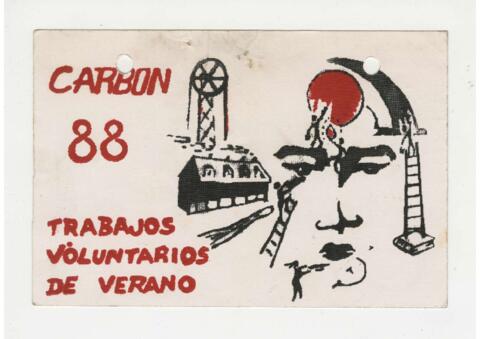 CARBON
88
TRABAJOS
VOLUNTARIOS
DE VERANO